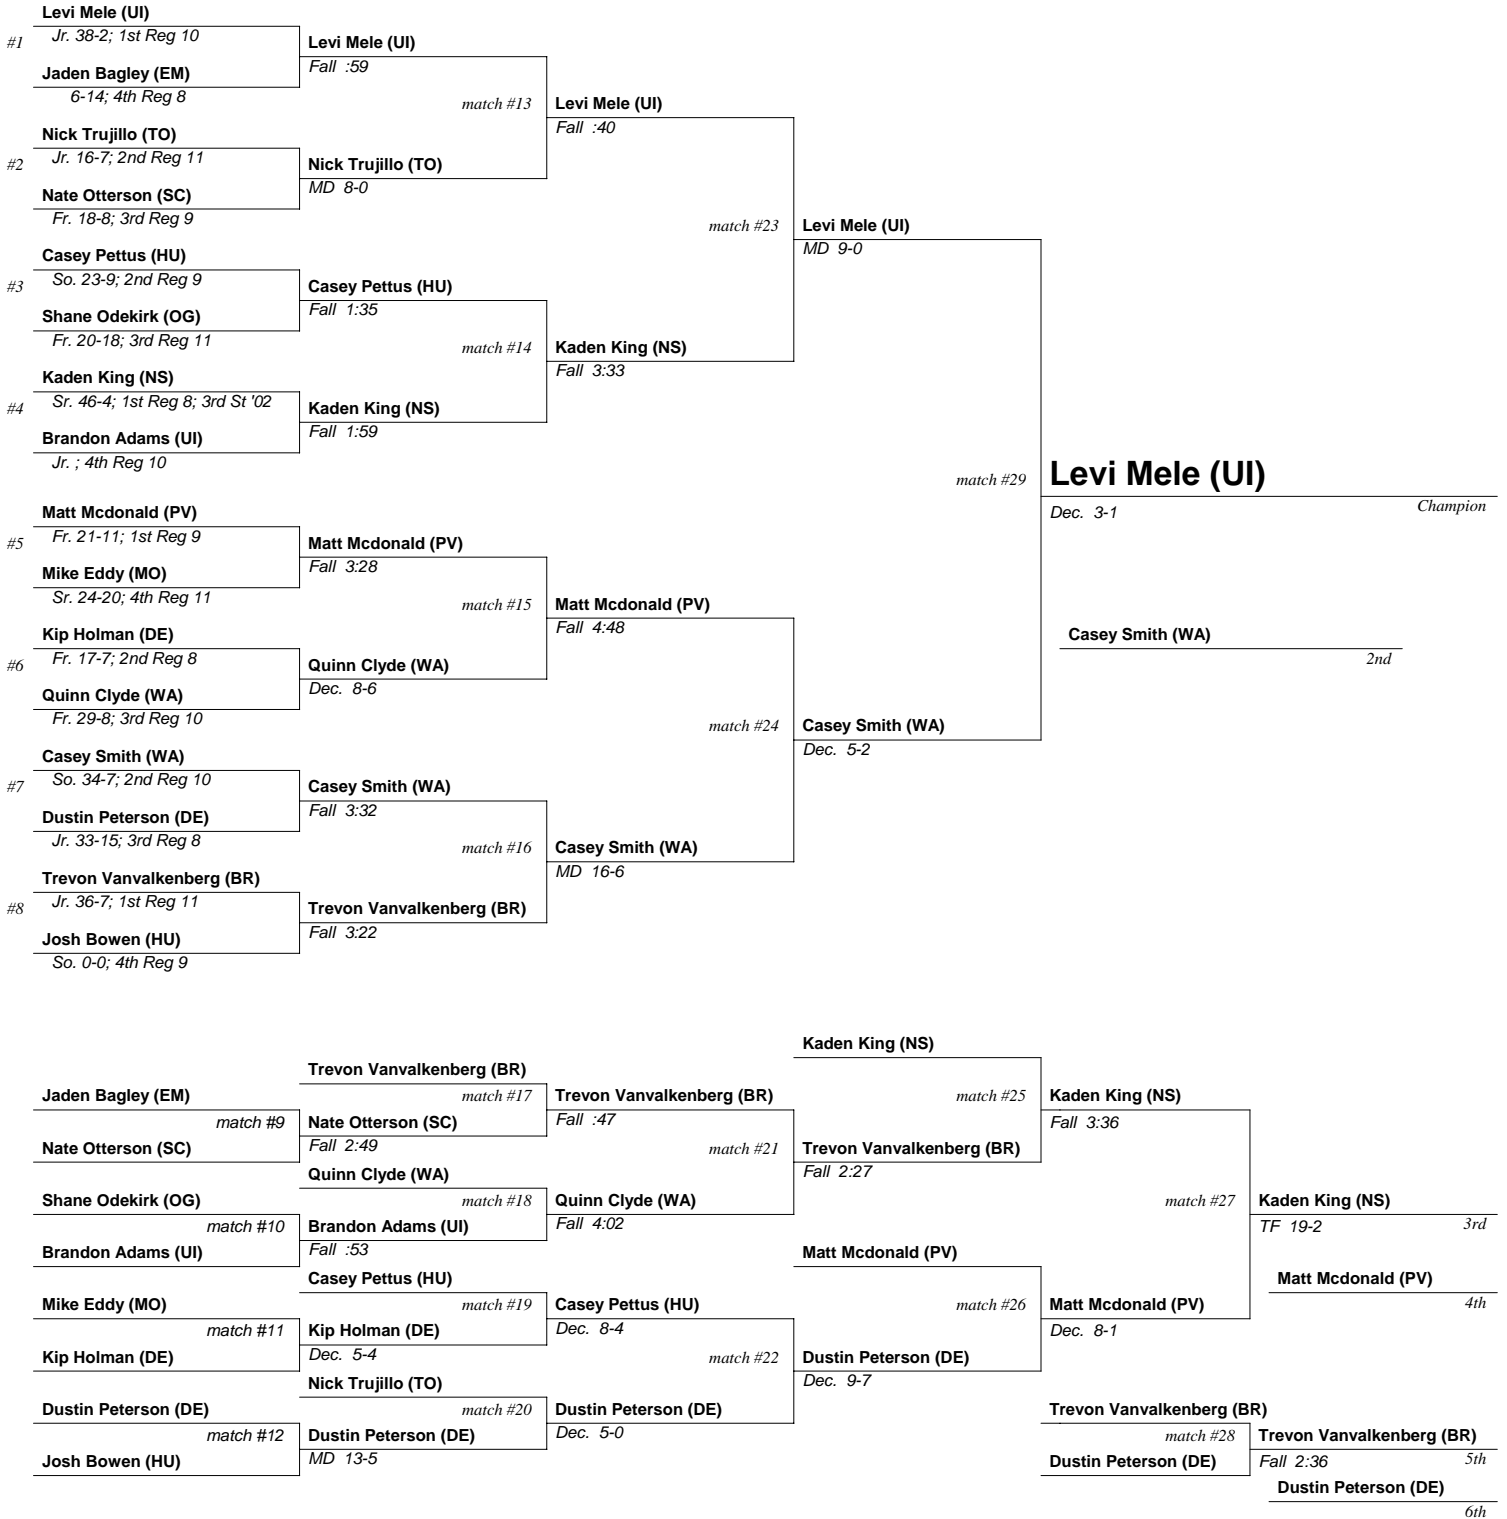 Levi Mele (UI)
#1 Jr. 38-2; 1st Reg 10
Levi Mele (UI)
Fall :59
Jaden Bagley (EM)
6-14; 4th Reg 8
match #13 Levi Mele (UI)
Fall :40
Nick Trujillo (TO)
#2 Jr. 16-7; 2nd Reg 11
Nick Trujillo (TO)
MD 8-0
Nate Otterson (SC)
Fr. 18-8; 3rd Reg 9
match #23 Levi Mele (UI)
MD 9-0
Casey Pettus (HU)
#3 So. 23-9; 2nd Reg 9
Casey Pettus (HU)
Fall 1:35
Shane Odekirk (OG)
Fr. 20-18; 3rd Reg 11
match #14 Kaden King (NS)
Fall 3:33
Kaden King (NS)
#4 Sr. 46-4; 1st Reg 8; 3rd St '02
Kaden King (NS)
Fall 1:59
Brandon Adams (UI)
Jr. ; 4th Reg 10
match #29 Levi Mele (UI)
Dec. 3-1 Champion
Matt Mcdonald (PV)
#5 Fr. 21-11; 1st Reg 9
Matt Mcdonald (PV)
Fall 3:28
Mike Eddy (MO)
Sr. 24-20; 4th Reg 11
match #15 Matt Mcdonald (PV)
Fall 4:48
Casey Smith (WA)
2nd
Kip Holman (DE)
#6 Fr. 17-7; 2nd Reg 8
Quinn Clyde (WA)
Dec. 8-6
Quinn Clyde (WA)
Fr. 29-8; 3rd Reg 10
match #24 Casey Smith (WA)
Dec. 5-2
Casey Smith (WA)
#7 So. 34-7; 2nd Reg 10
Casey Smith (WA)
Fall 3:32
Dustin Peterson (DE)
Jr. 33-15; 3rd Reg 8
match #16 Casey Smith (WA)
MD 16-6
Trevon Vanvalkenberg (BR)
#8 Jr. 36-7; 1st Reg 11
Trevon Vanvalkenberg (BR)
Fall 3:22
Josh Bowen (HU)
So. 0-0; 4th Reg 9
Kaden King (NS)
Trevon Vanvalkenberg (BR)
Jaden Bagley (EM) match #17 Trevon Vanvalkenberg (BR) match #25 Kaden King (NS)
match #9 Nate Otterson (SC) Fall :47 Fall 3:36
Nate Otterson (SC) Fall 2:49 match #21 Trevon Vanvalkenberg (BR)
Quinn Clyde (WA) Fall 2:27
Shane Odekirk (OG) match #18 Quinn Clyde (WA) match #27 Kaden King (NS)
match #10 Brandon Adams (UI) Fall 4:02 TF 19-2 3rd
Brandon Adams (UI) Fall :53 Matt Mcdonald (PV)
Casey Pettus (HU) Matt Mcdonald (PV)
Mike Eddy (MO) match #19 Casey Pettus (HU) match #26 Matt Mcdonald (PV) 4th
match #11 Kip Holman (DE) Dec. 8-4 Dec. 8-1
Kip Holman (DE) Dec. 5-4 match #22 Dustin Peterson (DE)
Nick Trujillo (TO) Dec. 9-7
Dustin Peterson (DE) match #20 Dustin Peterson (DE) Trevon Vanvalkenberg (BR)
match #12 Dustin Peterson (DE) Dec. 5-0 match #28 Trevon Vanvalkenberg (BR)
Josh Bowen (HU) MD 13-5 Dustin Peterson (DE) Fall 2:36 5th
Dustin Peterson (DE)
6th